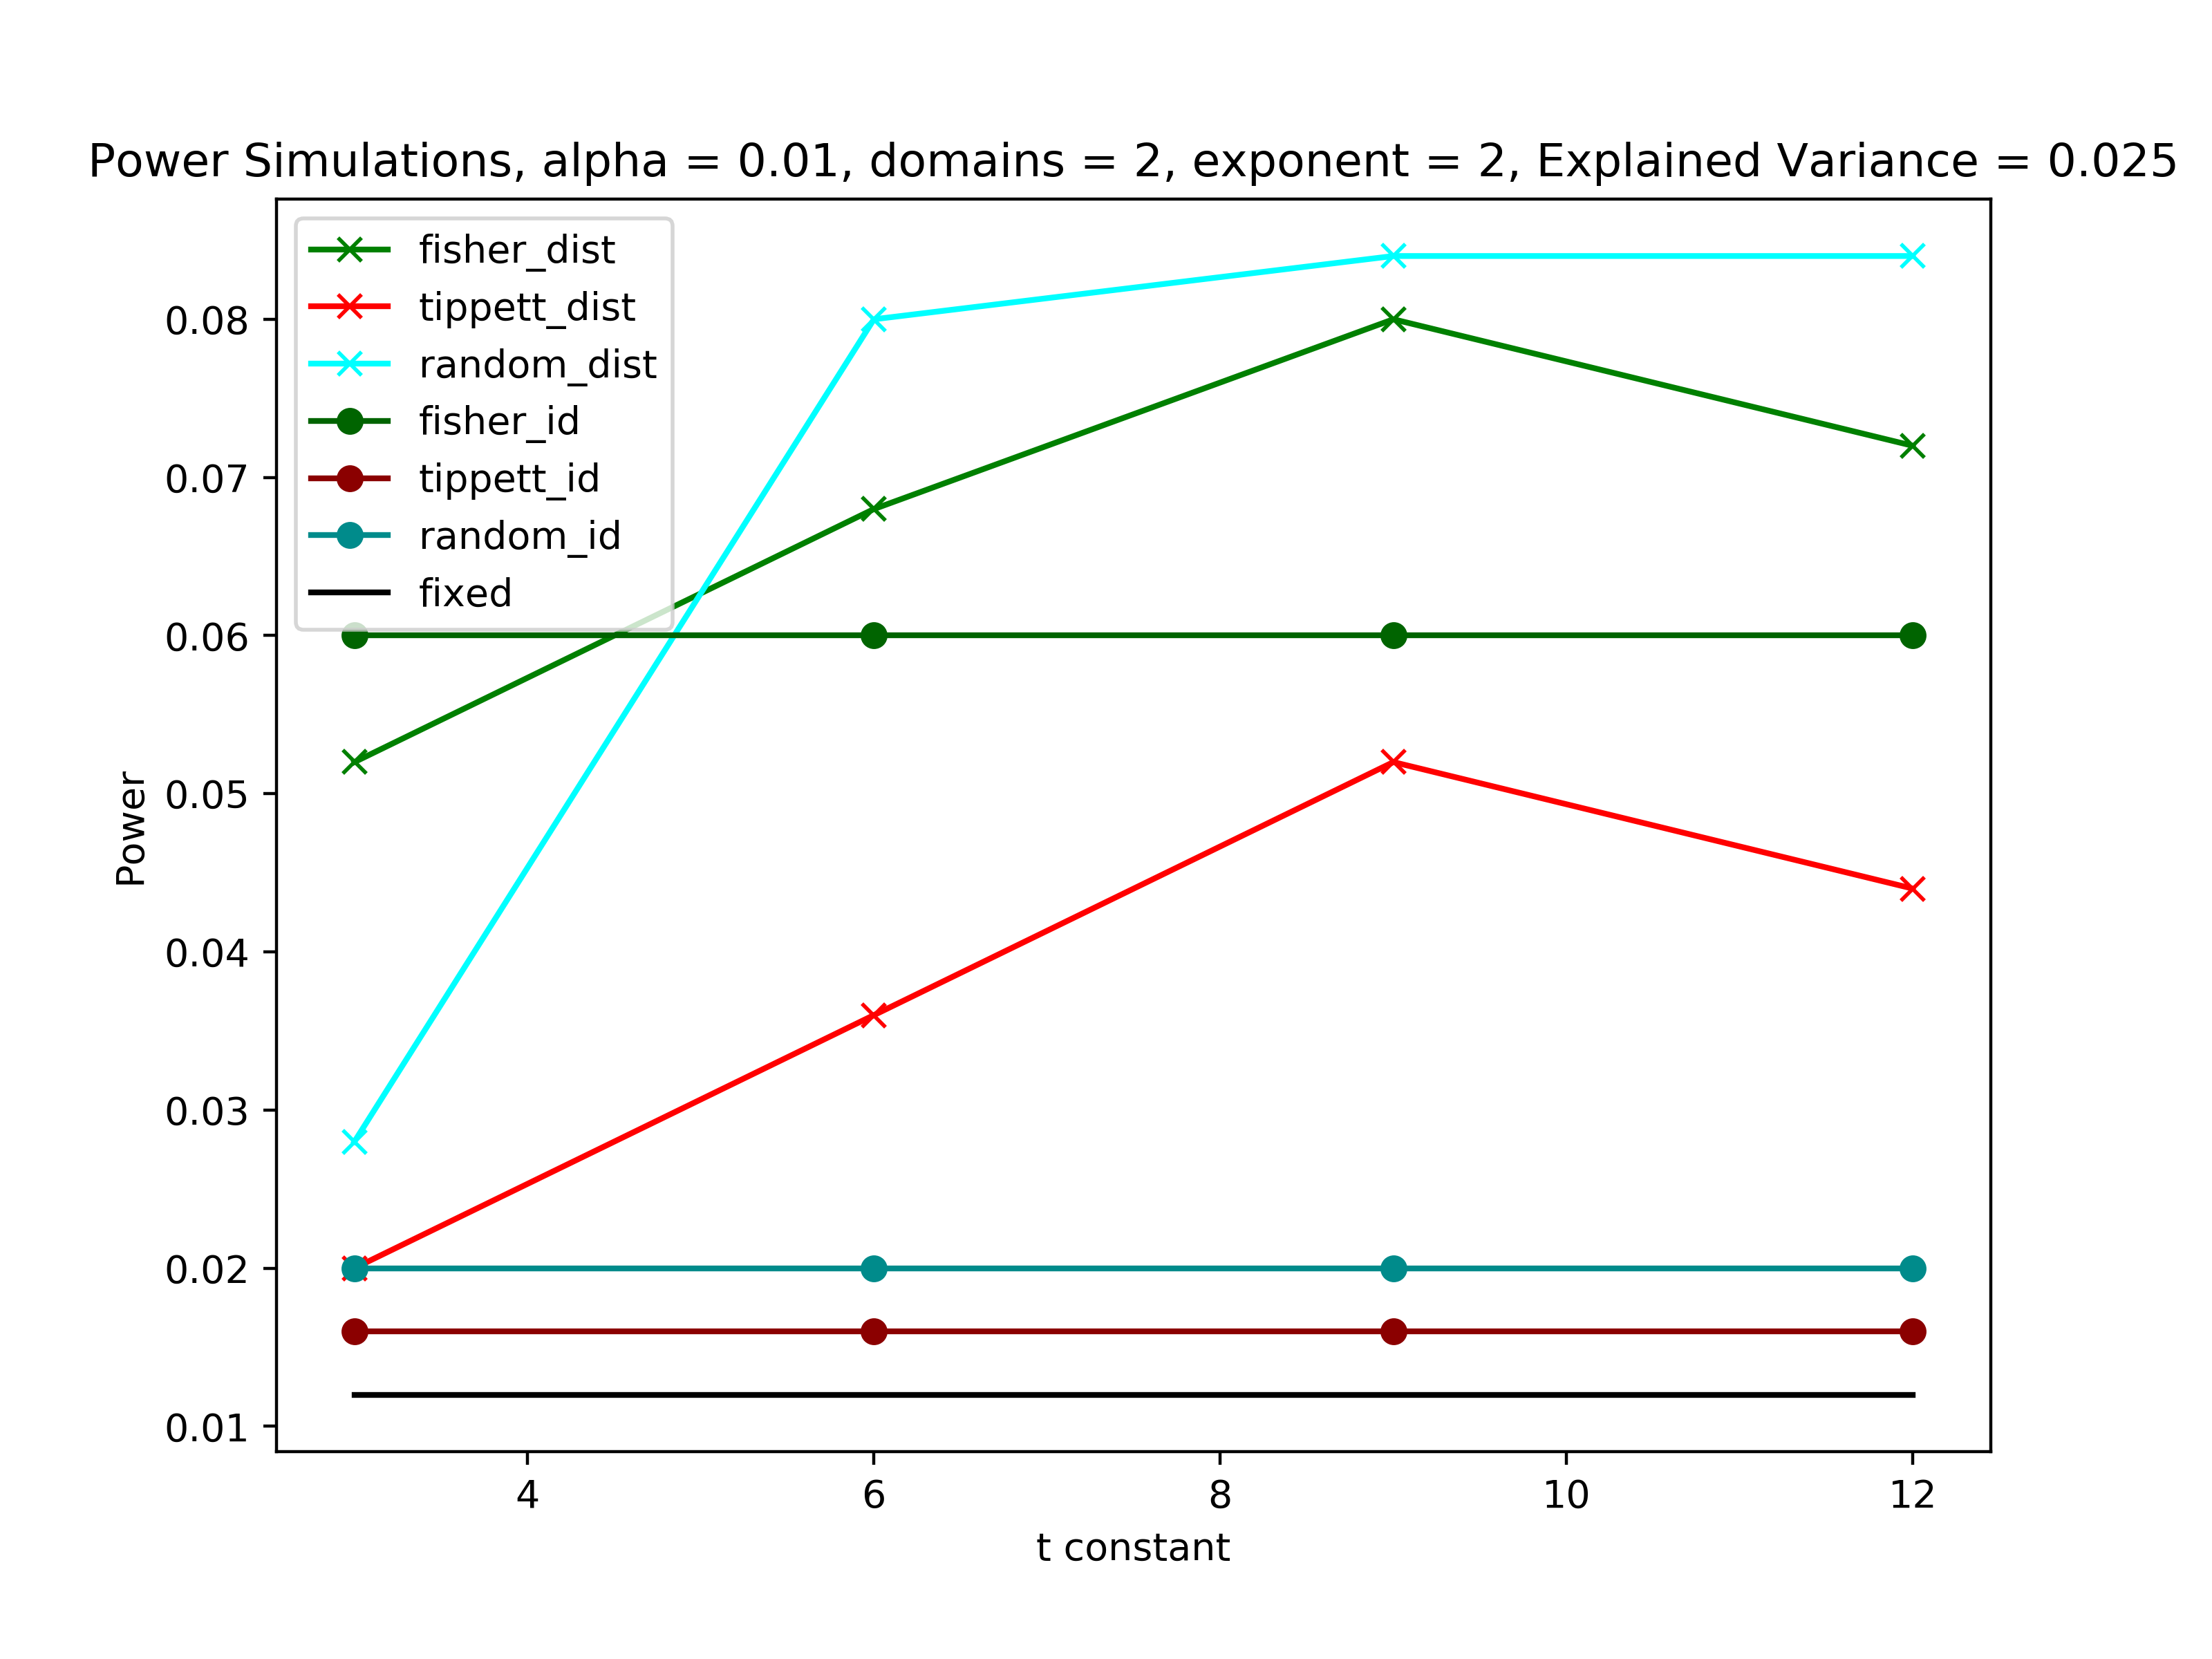 Power Simulations, alpha = 0.01, domains = 2, exponent = 2, Explained Variance = 0.025
fisher_dist
tippett_dist
random_dist
fisher_id
tippett_id
random_id
fixed
Power
0.08
0.07
0.06
0.05
0.04
0.03
0.02
0.01
4 6 8 10 12
t constant